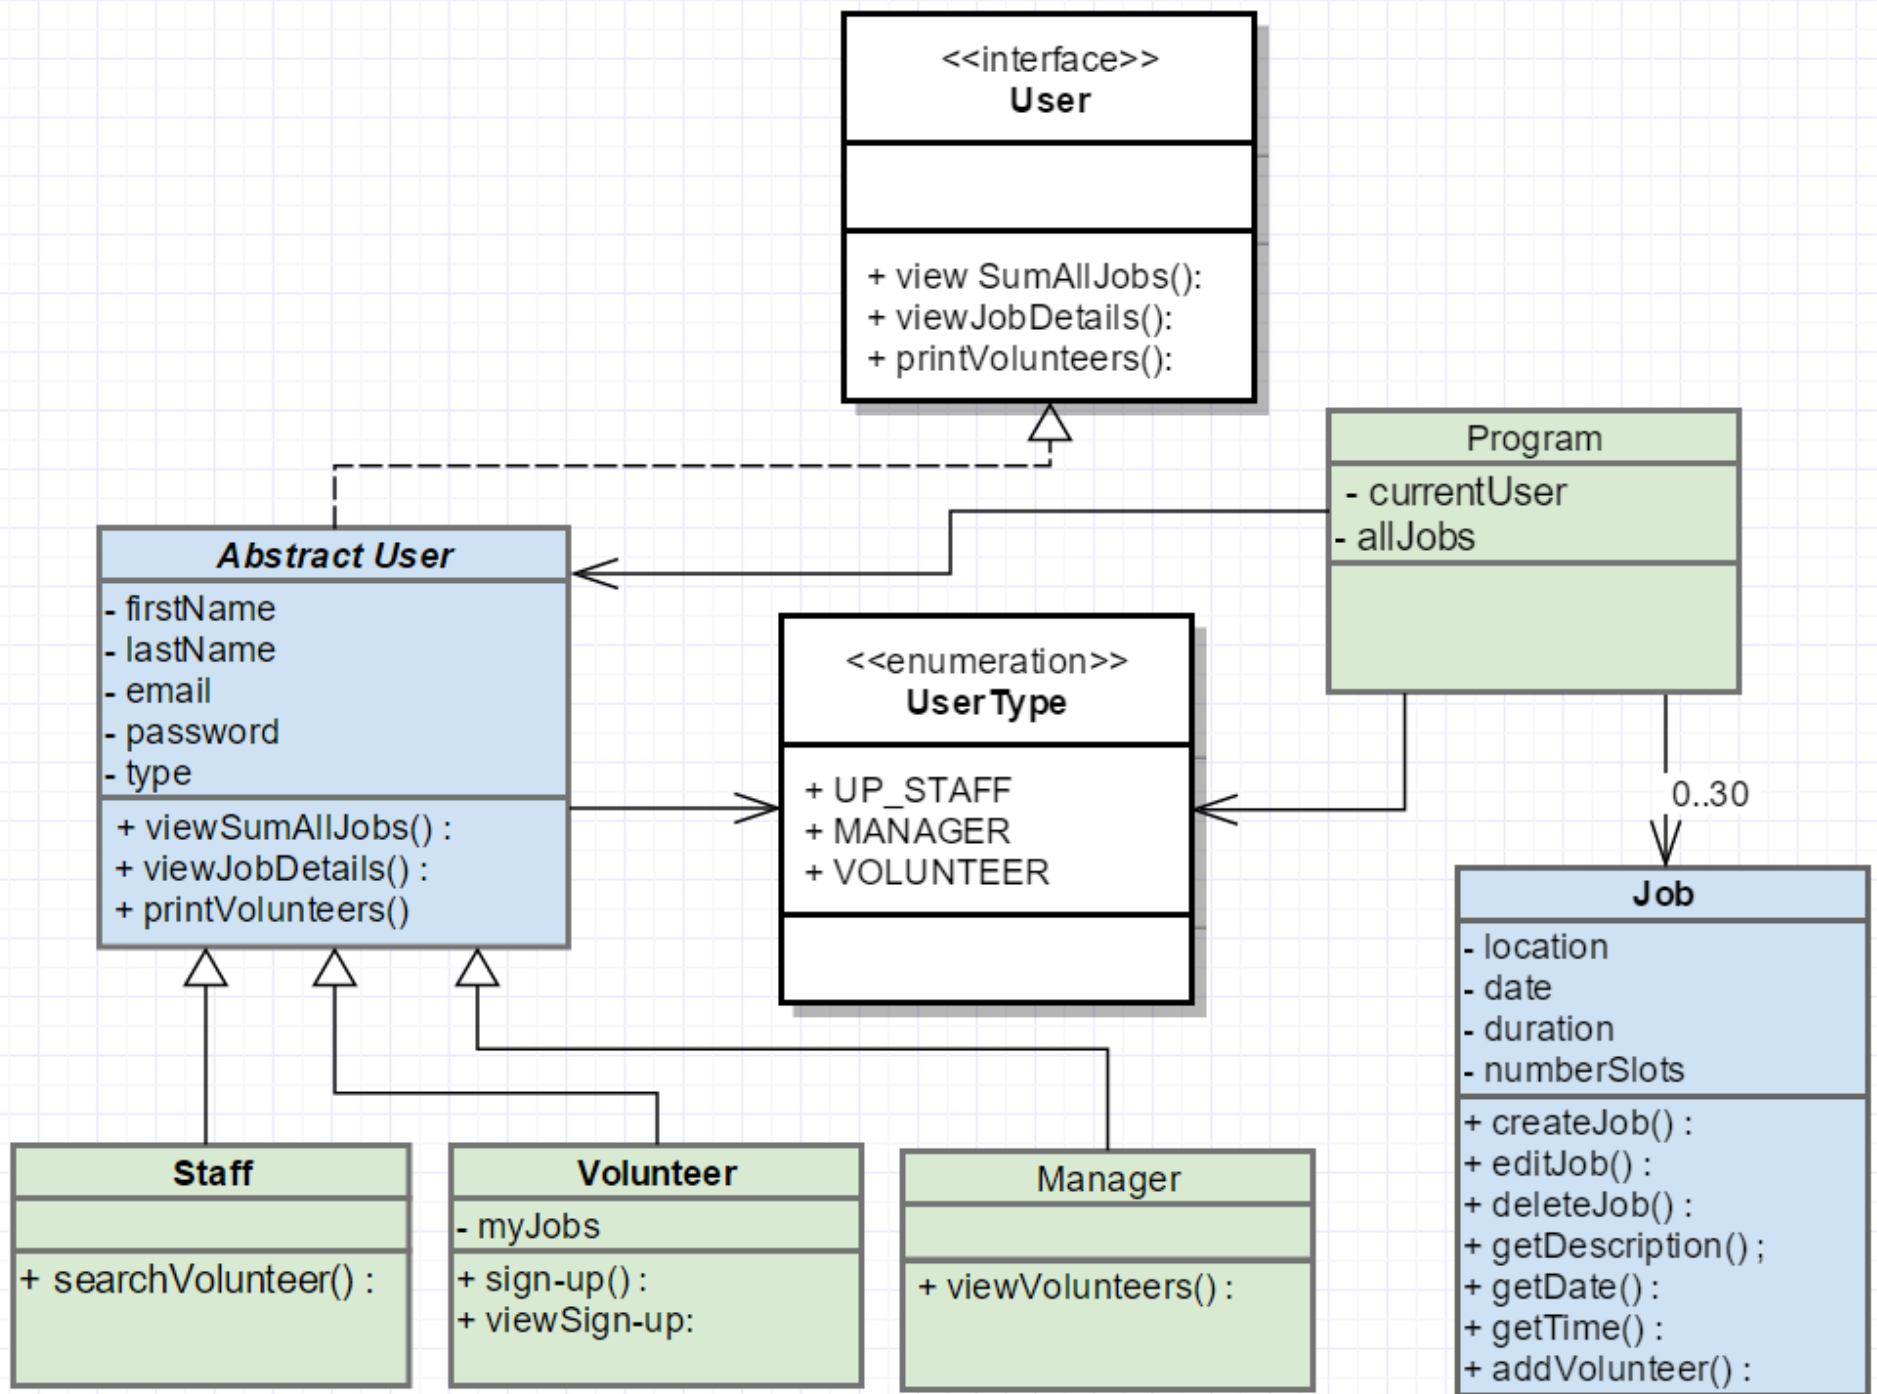 <<interface>>
User
+ view SumAllJobs():
+ viewJobDetails():
+ printVolunteers():
Program
- currentUser
- allJobs
Abstract User
- firstName
- lastName
- email
- password
- type
+ viewSumAllJobs() :
+ viewJobDetails() :
+ printVolunteers()
<<enumeration>>
UserType
+ UP_STAFF
+ MANAGER
+ VOLUNTEER
0..30
Job
- location
- date
- duration
- numberSlots
+ createJob() :
+ editJob() :
+ deleteJob() :
+ getDescription() ;
+ getDate() :
+ getTime() :
+ addVolunteer() :
Staff
+ searchVolunteer() :
Volunteer
- myJobs
+ sign-up() :
+ viewSign-up:
Manager
+ viewVolunteers() :